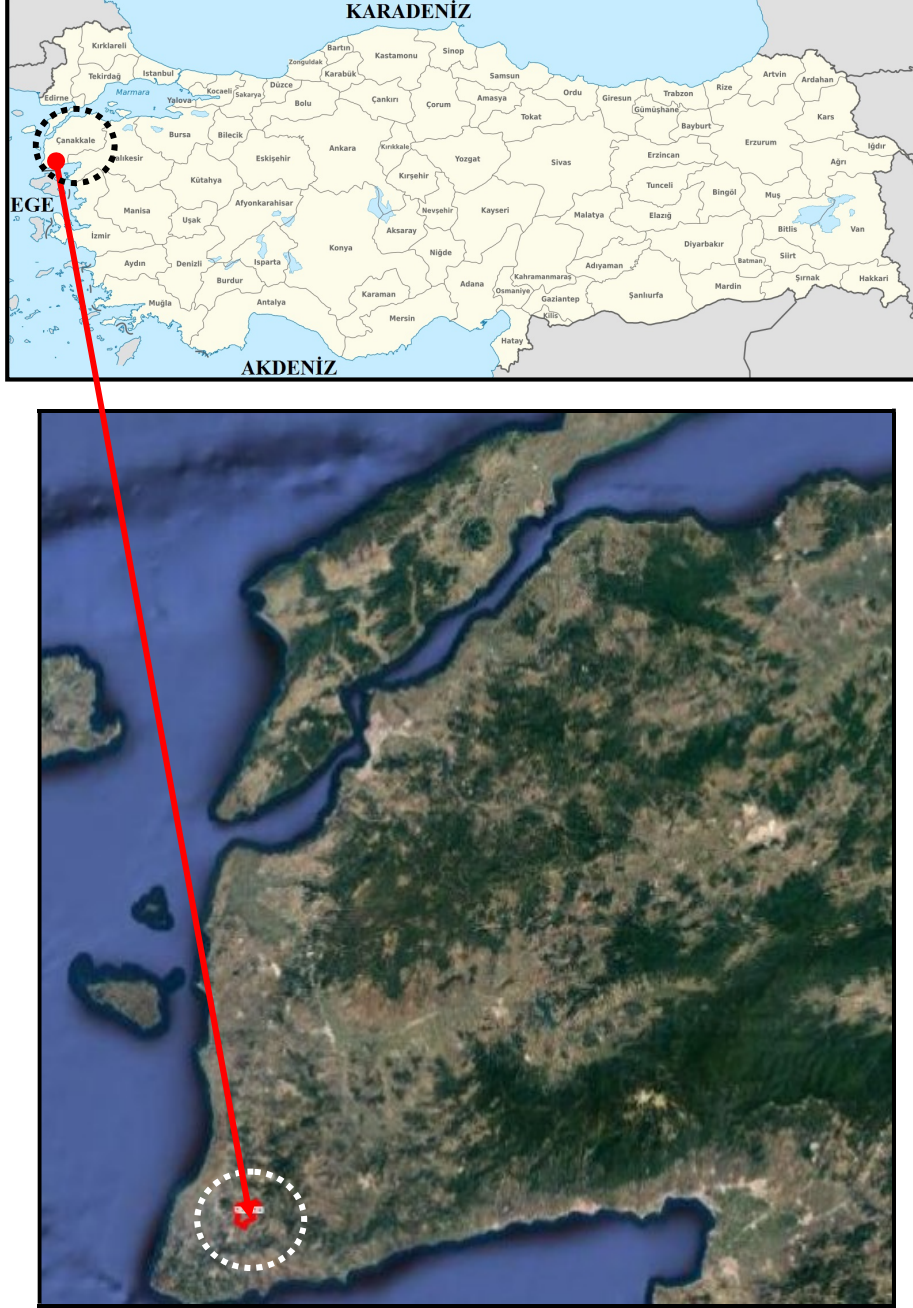 KARADENİZ
Kırklareli
Bartın
Kastamonu
Sinop
Zonguldak
Tekirdağ
Istanbul
Karabük
Samsun
Artvin
Ardahan
Edirne
Marmara
Yalova
Kocaeli
Sakarya
Düzce
Bolu
Çankırı
Çorum
Amasya
Ordu
Giresun
Trabzon
Rize
Gümüşhane
Kars
Tokat
Bayburt
Çanakkale
Bursa
Bilecik
Ankara
Kırıkkale
Erzurum
Iğdır
alıkesir
Eskişehir
Yozgat
Sivas
Erzincan
Ağrı
Kütahya
Kırşehir
Tunceli
Bingöl
Muş
EGE
Manisa
Uşak
Afyonkarahisar
Nevşehir
Kayseri
Malatya
Elazığ
Bitlis
Van
İzmir
Konya
Aksaray
Niğde
Diyarbakır
Aydın
Denizli
Isparta
Adıyaman
Batman
Siirt
Burdur
Adana
Kahramanmaraş
Osmaniye
Gaziantep
Şanlıurfa
Mardin
Şırnak
Hakkari
Muğla
Antalya
Karaman
Mersin
Kilis
Hatay
AKDENİZ